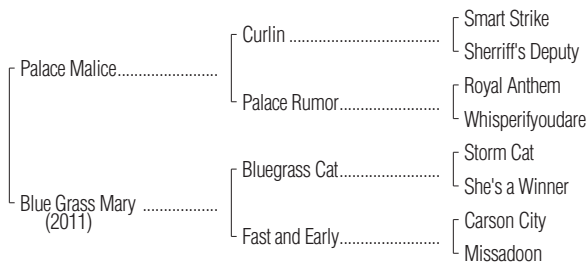 Smart Strike
Curlin ........................................
Sherriff's Deputy
Palace Malice..........................
Royal Anthem
Palace Rumor..........................
Whisperifyoudare
Storm Cat
Bluegrass Cat..........................
She's a Winner
Blue Grass Mary ....................
(2011)
Carson City
Fast and Early..........................
Missadoon